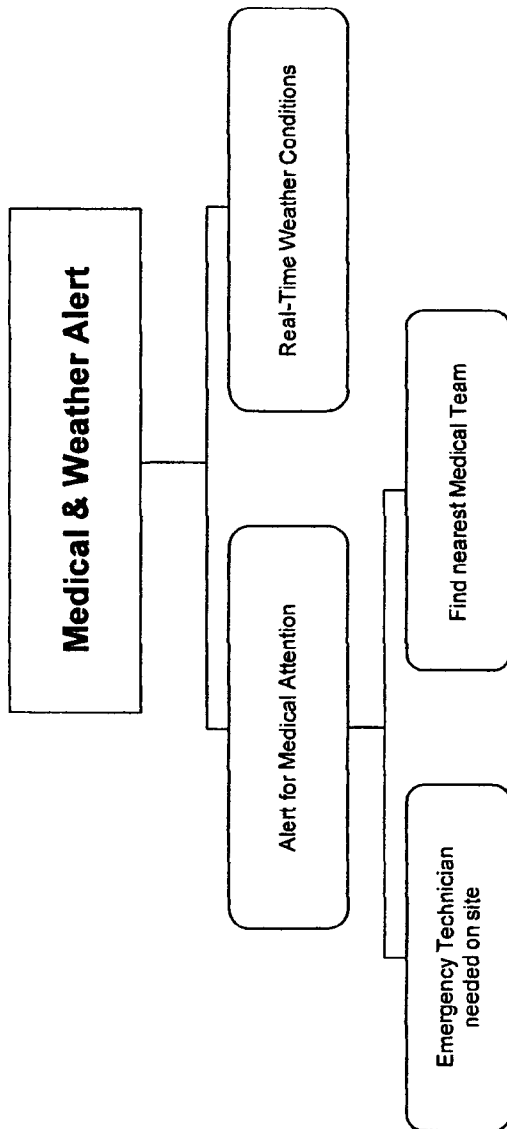 Medical & Weather Alert
Alert for Medical Attention
Real-Time Weather Conditions
Emergency Technician
needed on site
Find nearest Medical Team